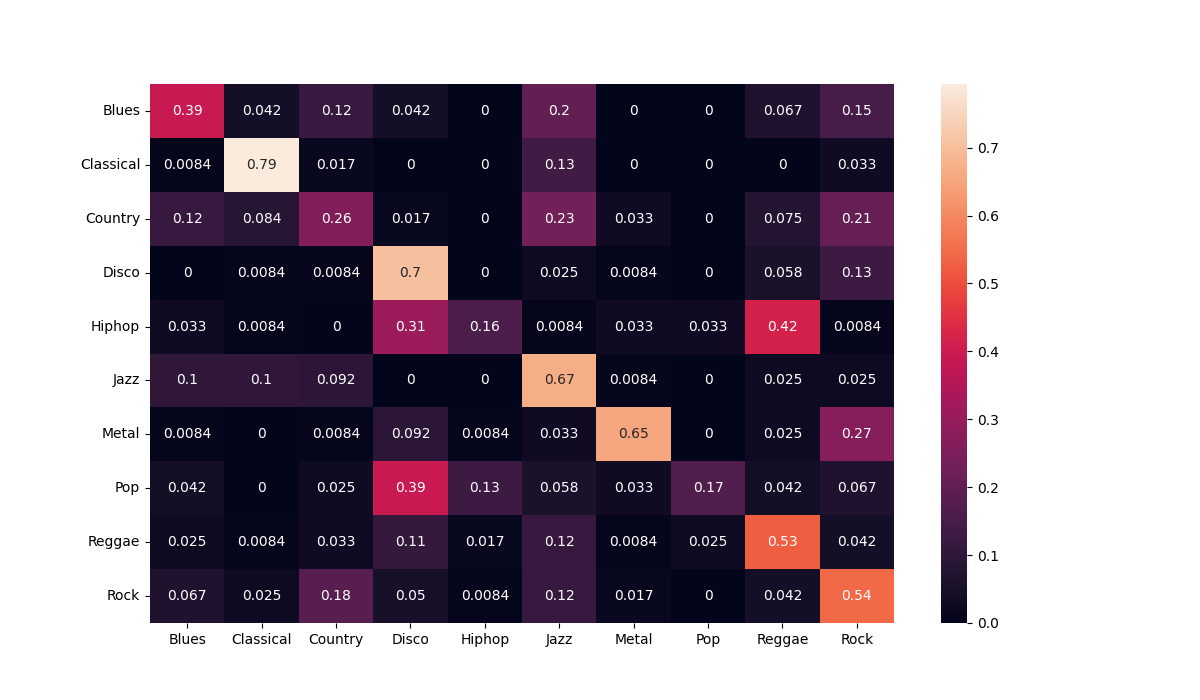 Blues 0.39 0.042 0.12 0.042 0 0.2 0 0 0.067 0.15
Classical 0.0084 0.79 0.017 0 0 0.13 0 0 0 0.033
Country 0.12 0.084 0.26 0.017 0 0.23 0.033 0 0.075 0.21
Disco 0 0.0084 0.0084 0.7 0 0.025 0.0084 0 0.058 0.13
Hiphop 0.033 0.0084 0 0.31 0.16 0.0084 0.033 0.033 0.42 0.0084
Jazz 0.1 0.1 0.092 0 0 0.67 0.0084 0 0.025 0.025
Metal 0.0084 0 0.0084 0.092 0.0084 0.033 0.65 0 0.025 0.27
Pop 0.042 0 0.025 0.39 0.13 0.058 0.033 0.17 0.042 0.067
Reggae 0.025 0.0084 0.033 0.11 0.017 0.12 0.0084 0.025 0.53 0.042
Rock 0.067 0.025 0.18 0.05 0.0084 0.12 0.017 0 0.042 0.54
Blues Classical Country Disco Hiphop Jazz Metal Pop Reggae Rock
0.7
0.6
0.5
0.4
0.3
0.2
0.1
0.0